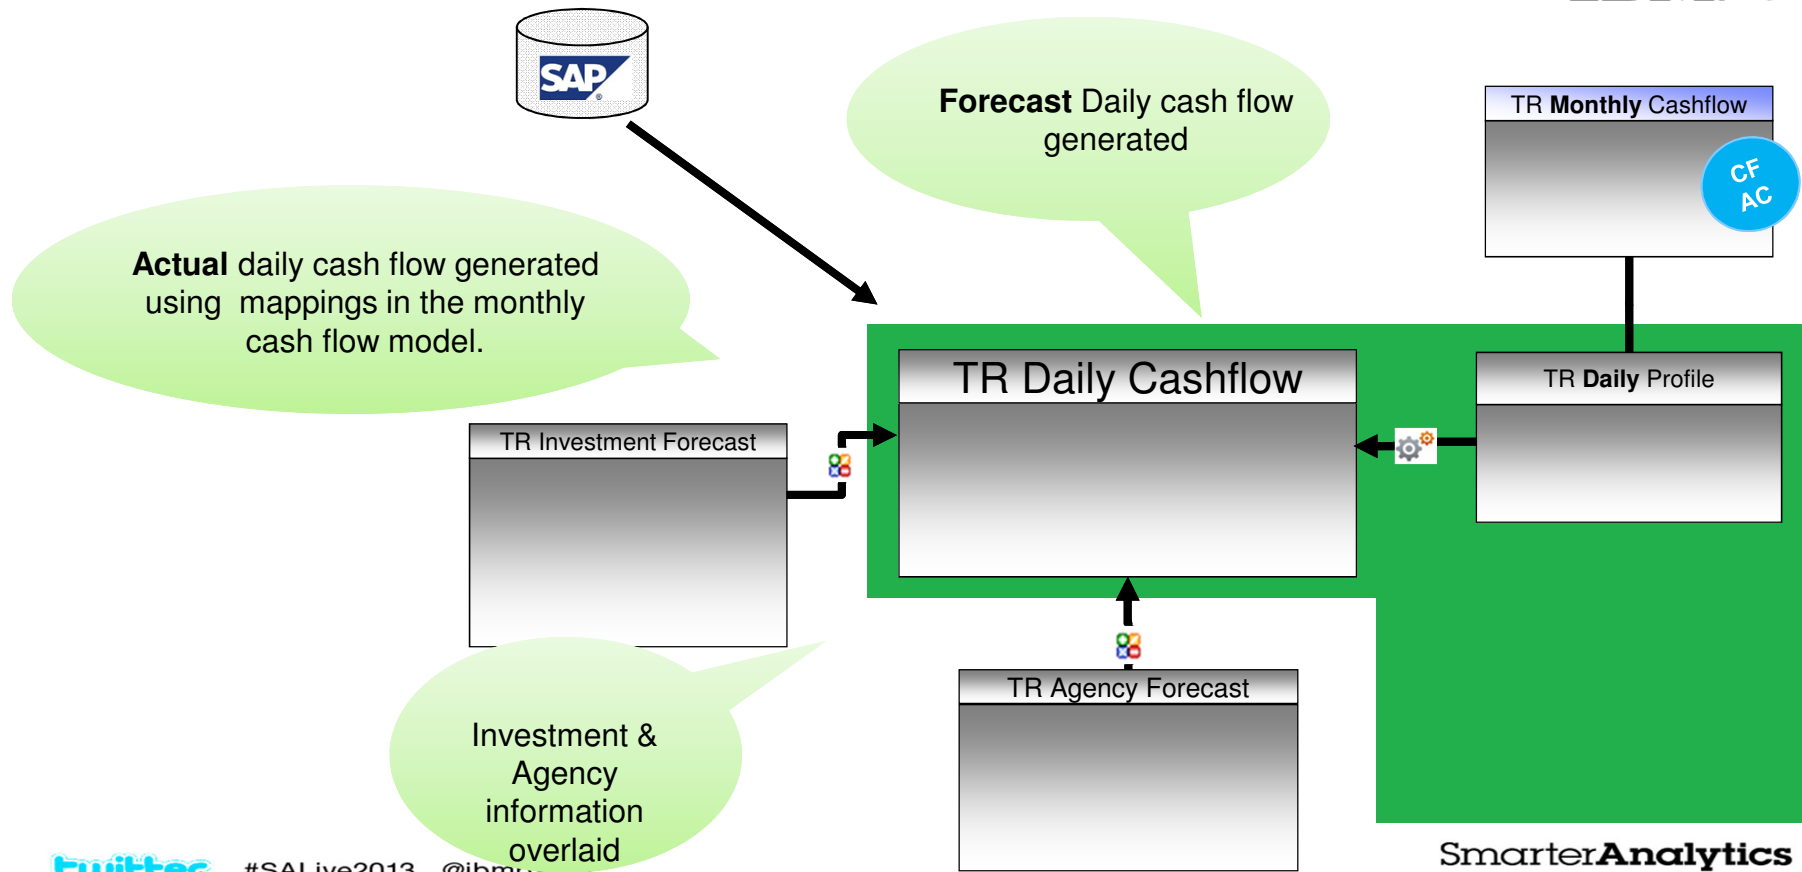 SAP
®
Forecast Daily cash flow
generated
TR Monthly Cashflow
CF
AC
Actual daily cash flow generated
using mappings in the monthly
cash flow model.
TR Daily Cashflow
TR Daily Profile
TR Investment Forecast
TR Agency Forecast
Investment &
Agency
information
overlaid
twitter #SALive2013
SmarterAnalytics